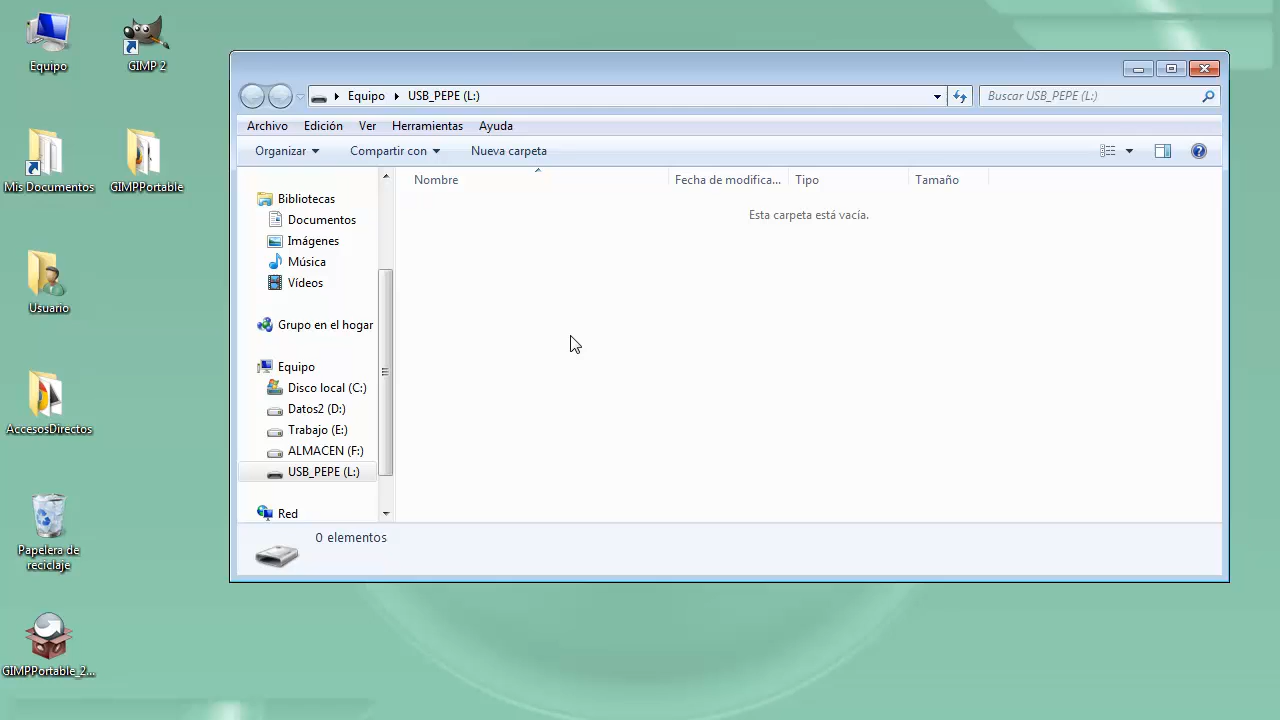 Equipo
GIMP 2
Mis Documentos
GIMPPortable
Usuario
AccesosDirectos
Papelera de
reciclaje
GIMPPortable_2...
Equipo USB_PEPE (L:)
Buscar USB_PEPE (L:)
Archivo Edición Ver Herramientas Ayuda
Organizar Compartir con Nueva carpeta
Nombre Fecha de modifica... Tipo Tamaño
Esta carpeta está vacía.
Bibliotecas
Documentos
Imágenes
Música
Vídeos
Grupo en el hogar
Equipo
Disco local (C:)
Datos2 (D:)
Trabajo (E:)
ALMACEN (F:)
USB_PEPE (L:)
Red
0 elementos